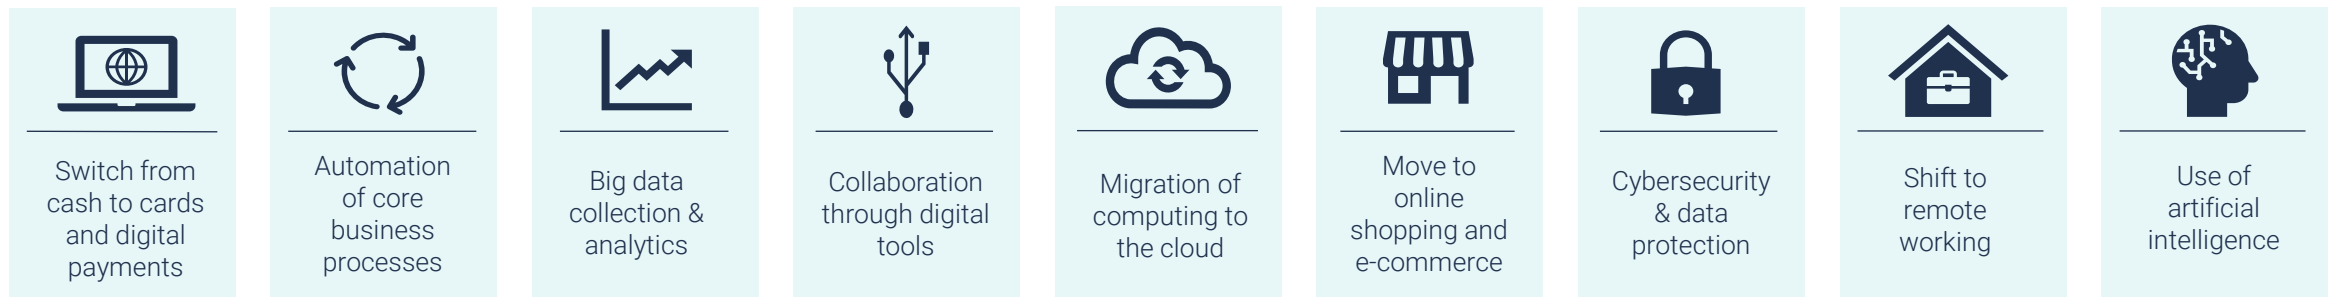 Switch from
cash to cards
and digital
payments
Automation
of core
business
processes
Big data
collection &
analytics
Collaboration
through digital
tools
Migration of
computing to
the cloud
Move to
online
shopping and
e-commerce
Cybersecurity
& data
protection
Shift to
remote
working
Use of
artificial
intelligence